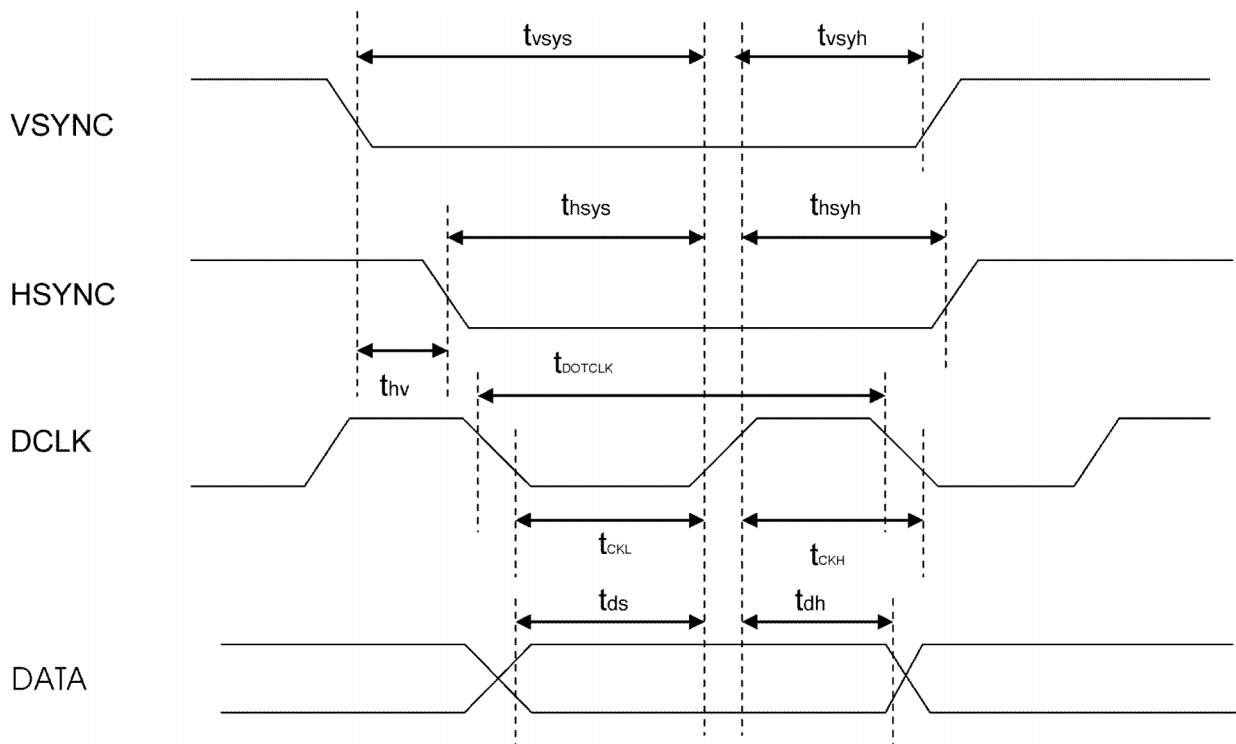 tvsys tvsyh
VSYNC
thsys thsyh
HSYNC
thv
tDOTCLK
DCLK
tCKL tCKH
tds tdh
DATA